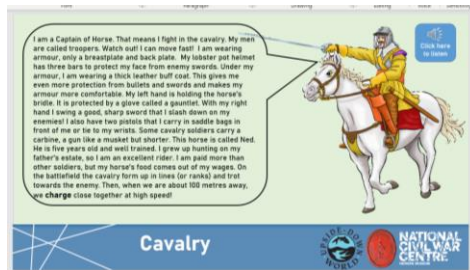 I am a Captain of Horse. That means I fight in the cavalry. My men
are called troopers. Watch out! I can move fast!  I am wearing
armour, only a breastplate and back plate.  My lobster pot helmet
has three bars to protect my face from enemy swords. Under my
armour, I am wearing a thick leather buff coat. This gives me
even more protection from bullets and swords and makes my
armour more comfortable. My left hand is holding the horse's
bridle. It is protected by a glove called a gauntlet. With my right
hand I swing a good, sharp sword that I slash down on my
enemies! I also have two pistols that I carry in saddle bags in
front of me or tie to my wrists. Some cavalry soldiers carry a
carbine, a gun like a musket but shorter. This horse is called Ned.
He is five years old and well trained. I grew up hunting on my
father's estate, so I am an excellent rider. I am paid more than
other soldiers, but my horse's food comes out of my wages. On
the battlefield the cavalry form up in lines (or ranks) and trot
towards the enemy. Then, when we are about 100 metres away,
we charge close together at high speed!
Click here
to listen
Cavalry
UPSIDE-DOWN
WORLD
NATIONAL
CIVIL WAR
CENTRE